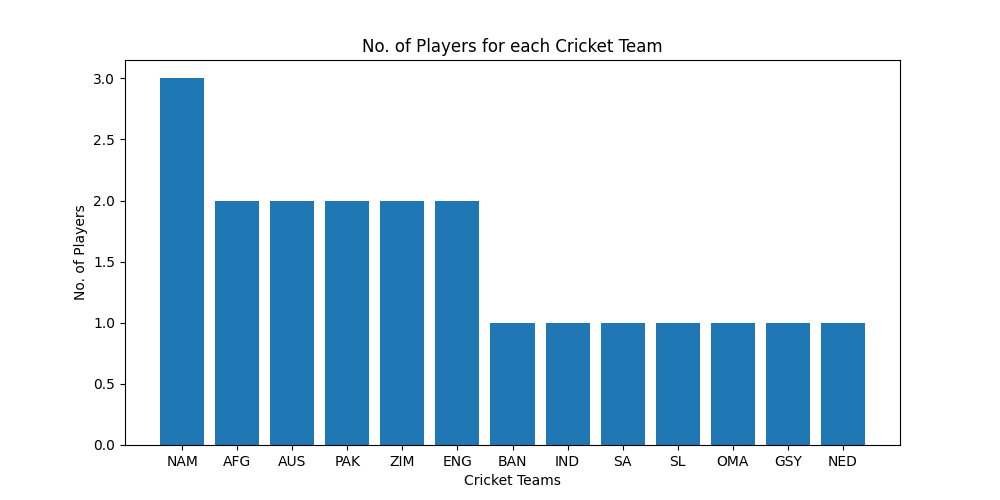 No. of Players for each Cricket Team
3.0
2.5
2.0
1.5
1.0
0.5
0.0
No. of Players
NAM AFG AUS PAK ZIM ENG BAN IND SA SL OMA GSY NED
Cricket Teams